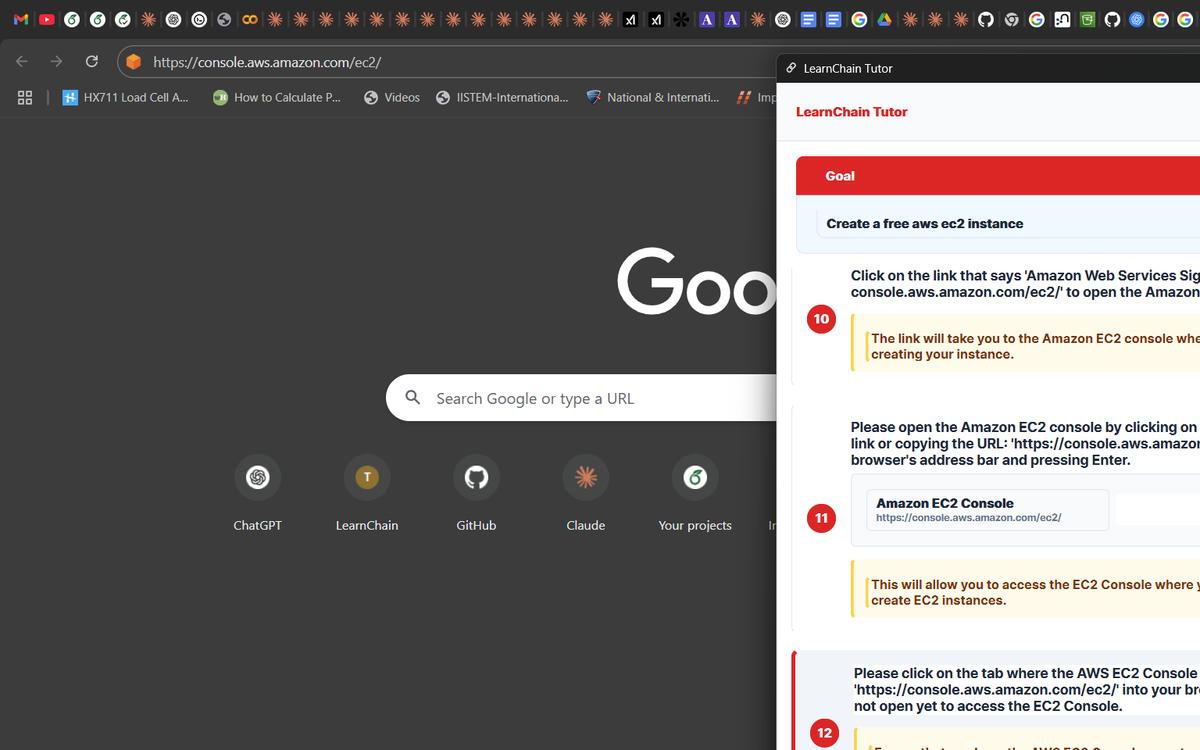 https://console.aws.amazon.com/ec2/
HX711 Load Cell A...
How to Calculate P...
Videos
IISTEM-Internationa...
National & Internati...
Imp
Goo
Search Google or type a URL
T
ChatGPT
LearnChain
GitHub
Claude
Your projects
LearnChain Tutor
LearnChain Tutor
Goal
Create a free aws ec2 instance
10
Click on the link that says 'Amazon Web Services Sig
console.aws.amazon.com/ec2/' to open the Amazon
The link will take you to the Amazon EC2 console whe
creating your instance.
11
Please open the Amazon EC2 console by clicking on
link or copying the URL: 'https://console.aws.amazon
browser's address bar and pressing Enter.
Amazon EC2 Console
https://console.aws.amazon.com/ec2/
This will allow you to access the EC2 Console where y
create EC2 instances.
12
Please click on the tab where the AWS EC2 Console
'https://console.aws.amazon.com/ec2/' into your br
not open yet to access the EC2 Console.